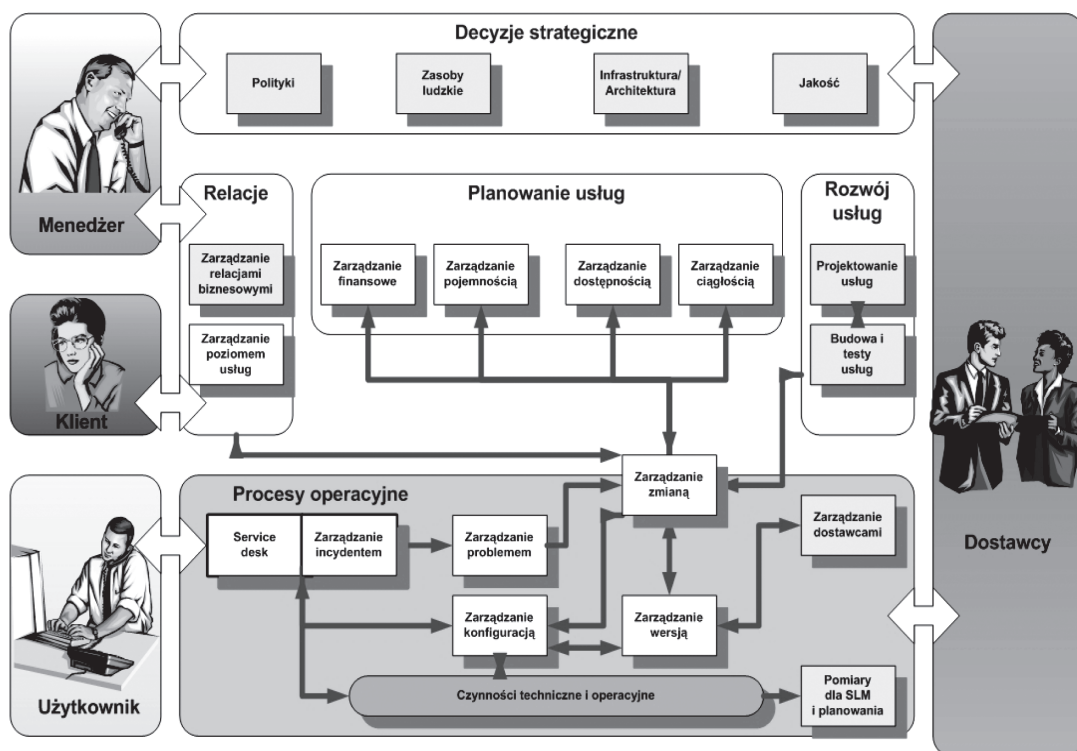 Decyzje strategiczne
Polityki
Zasoby
ludzkie
Infrastruktura/
Architektura
Jakość
Menedżer
Relacje
Planowanie usług
Rozwój
usług
Zarządzanie
relacjami
biznesowymi
Zarządzanie
finansowe
Zarządzanie
pojemnością
Zarządzanie
dostępnością
Zarządzanie
ciągłością
Projektowanie
usług
Zarządzanie
poziomem
usług
Budowa i
testy
usług
Klient
Procesy operacyjne
Zarządzanie
zmianą
Service
desk
Zarządzanie
incydentem
Zarządzanie
problemem
Zarządzanie
dostawcami
Dostawcy
Zarządzanie
konfiguracją
Zarządzanie
wersją
Czynności techniczne i operacyjne
Pomiary
dla SLM
i planowania
Użytkownik